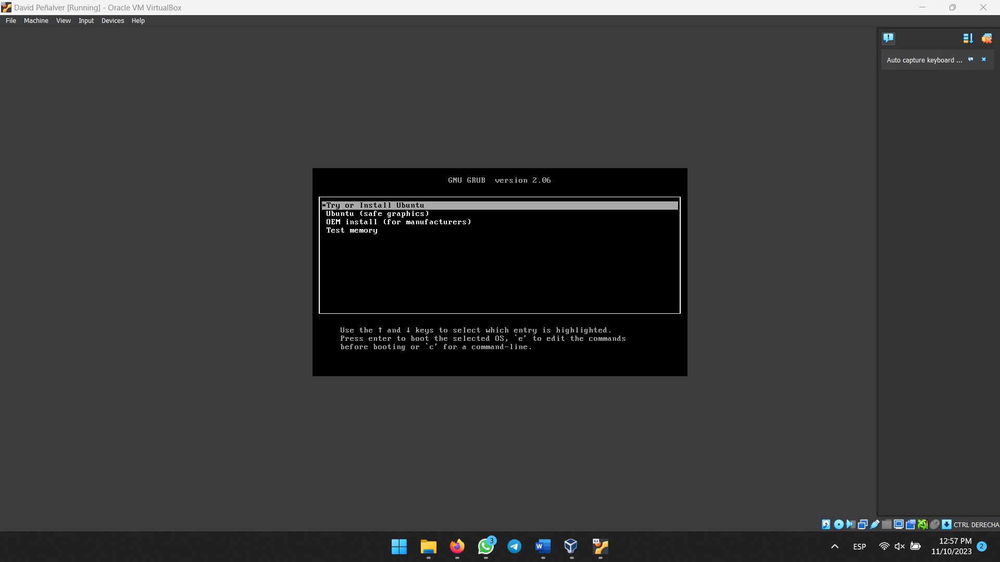 David Peñalver [Running] - Oracle VM VirtualBox
File Machine View Input Devices Help
Auto capture keyboard ...
GNU GRUB version 2.06
*Try or Install Ubuntu
Ubuntu (safe graphics)
OEM install (for manufacturers)
Test memory
Use the ↑ and ↓ keys to select which entry is highlighted.
Press enter to boot the selected OS, `e' to edit the commands
before booting or `c' for a command-line.
CTRL DERECHA
64
3
W
64
ESP
12:57 PM
11/10/2023
2